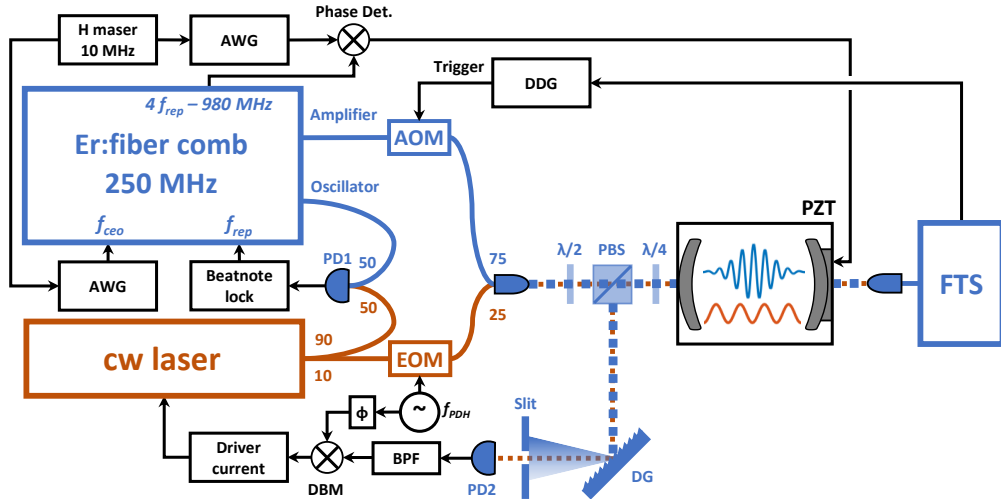 H maser
10 MHz
AWG
Phase Det.
Trigger
DDG
4 f_rep – 980 MHz
Er:fiber comb
250 MHz
f_ceo
f_rep
Amplifier
AOM
Oscillator
AWG
Beatnote
lock
PD1
50
50
75
25
λ/2
PBS
λ/4
PZT
FTS
cw laser
90
10
EOM
~
f_PDH
ϕ
Driver
current
DBM
BPF
PD2
Slit
DG